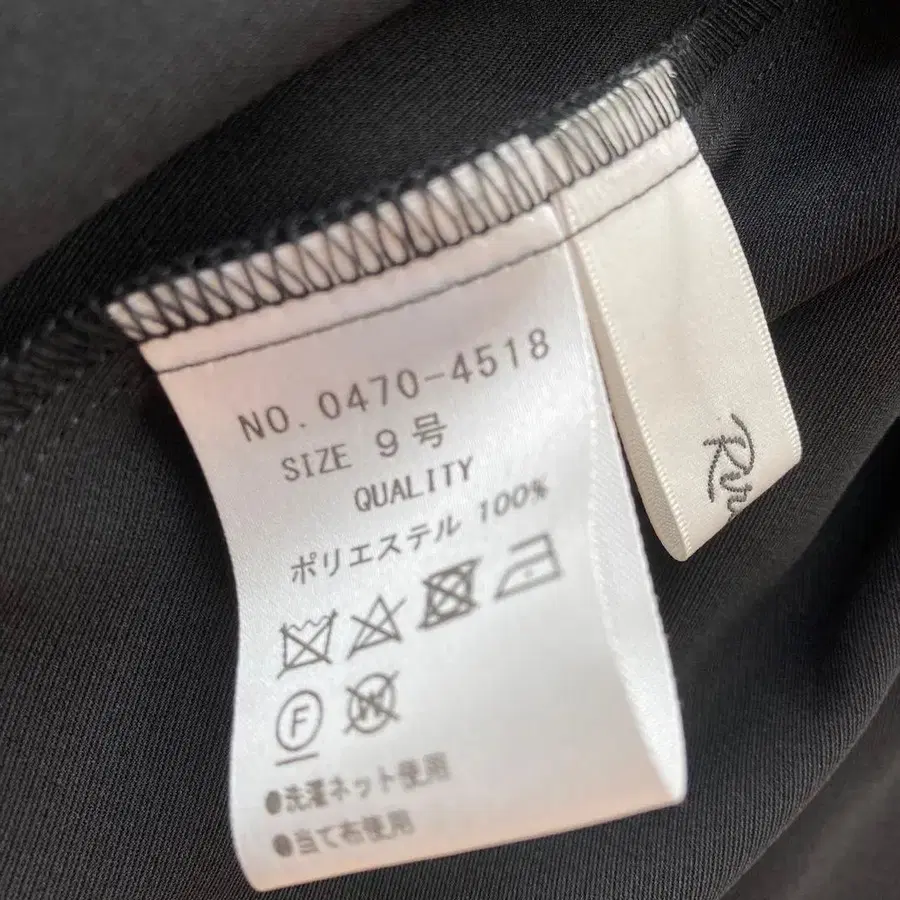 NO. 0470-4518
SIZE 9号
QUALITY
ポリエステル 100%
F
W
●洗濯ネット使用
●当て布使用